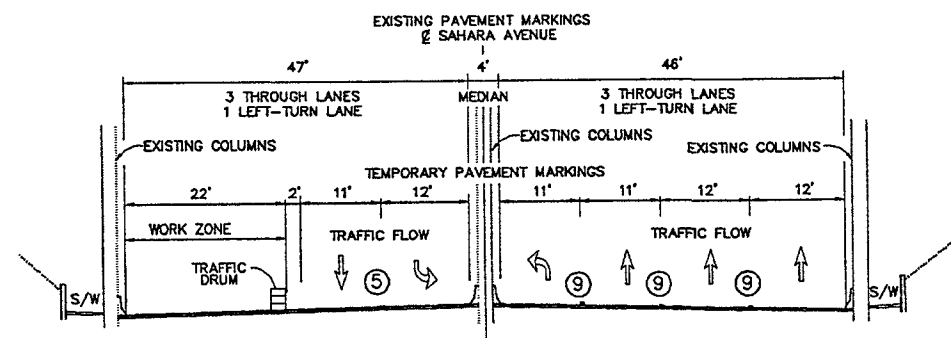 EXISTING PAVEMENT MARKINGS
℄ SAHARA AVENUE
47' 4' 46'
3 THROUGH LANES
1 LEFT-TURN LANE
MEDIAN
3 THROUGH LANES
1 LEFT-TURN LANE
EXISTING COLUMNS
EXISTING COLUMNS
EXISTING COLUMNS
TEMPORARY PAVEMENT MARKINGS
22' 2' 11' 12' 11' 11' 12' 12'
WORK ZONE
TRAFFIC FLOW
TRAFFIC FLOW
TRAFFIC
DRUM
5
9
9
9
S/W
S/W